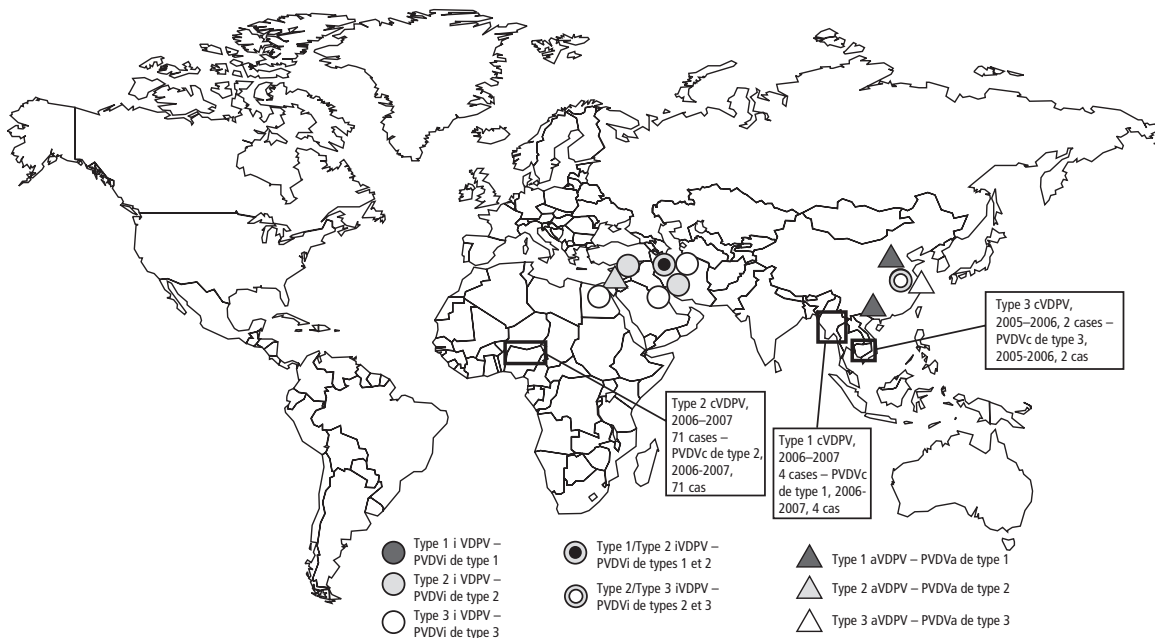 Type 3 cVDPV,
2005–2006, 2 cases –
PVDVc de type 3,
2005-2006, 2 cas
Type 2 cVDPV,
2006–2007
71 cases –
PVDVc de type 2,
2006-2007,
71 cas
Type 1 cVDPV,
2006–2007
4 cases – PVDVc
de type 1, 2006-
2007, 4 cas
Type 1 i VDPV –
PVDVi de type 1
Type 2 i VDPV –
PVDVi de type 2
Type 3 i VDPV –
PVDVi de type 3
Type 1/Type 2 iVDPV –
PVDVi de types 1 et 2
Type 2/Type 3 iVDPV –
PVDVi de types 2 et 3
Type 1 aVDPV – PVDVa de type 1
Type 2 aVDPV – PVDVa de type 2
Type 3 aVDPV – PVDVa de type 3